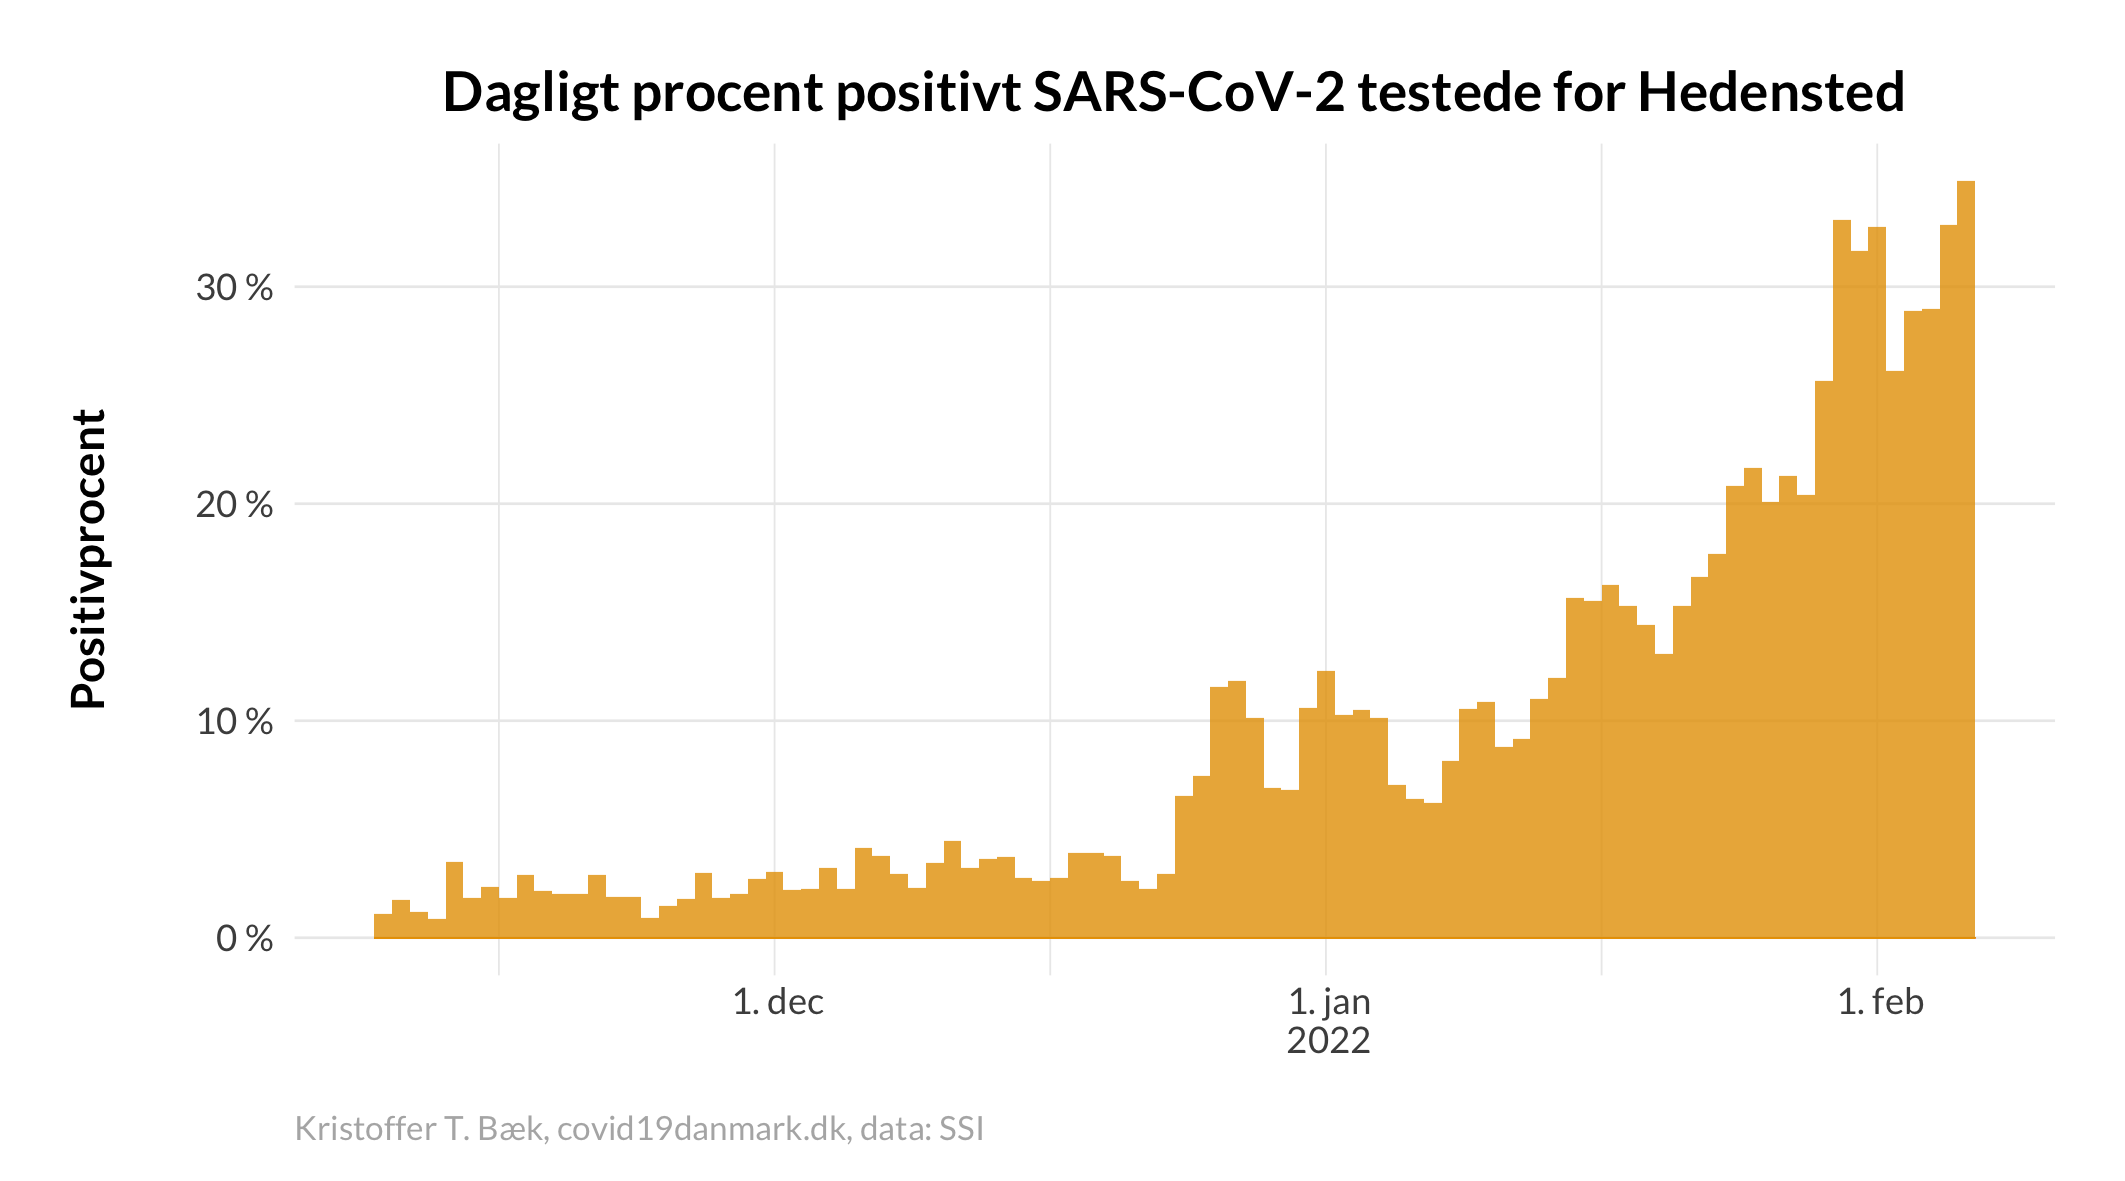 Dagligt procent positivt SARS-CoV-2 testede for Hedensted
Positivprocent
30 %
20 %
10 %
0 %
1. dec
1. jan
2022
1. feb
Kristoffer T. Bæk, covid19danmark.dk, data: SSI